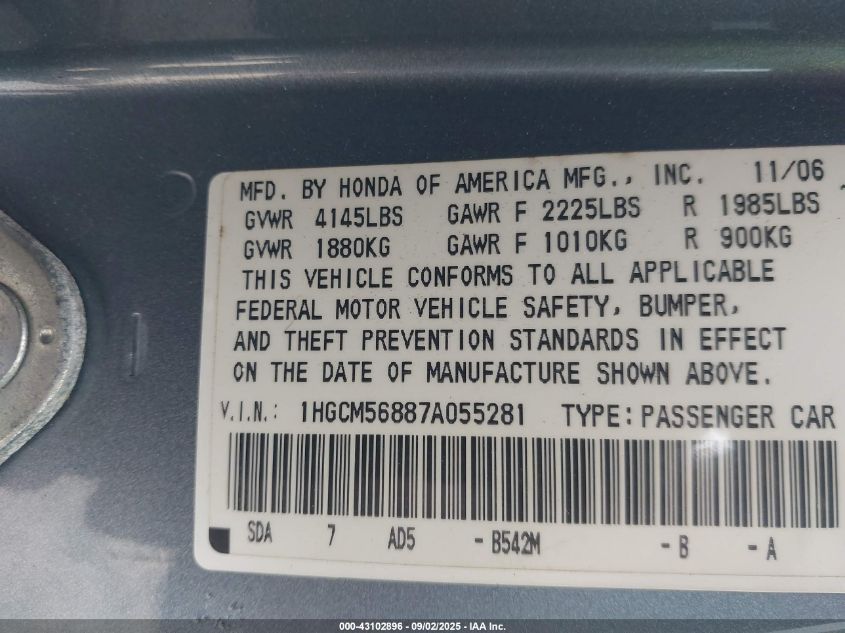 MFD. BY HONDA OF AMERICA MFG., INC. 11/06
GVWR 4145LBS GAWR F 2225LBS R 1985LBS
GVWR 1880KG GAWR F 1010KG R 900KG
THIS VEHICLE CONFORMS TO ALL APPLICABLE
FEDERAL MOTOR VEHICLE SAFETY, BUMPER,
AND THEFT PREVENTION STANDARDS IN EFFECT
ON THE DATE OF MANUFACTURE SHOWN ABOVE.
V.I.N.: 1HGCM56887A055281 TYPE:PASSENGER CAR
SDA 7 AD5 -B542M -B -A
000-43102896 - 09/02/2025 - IAA Inc.